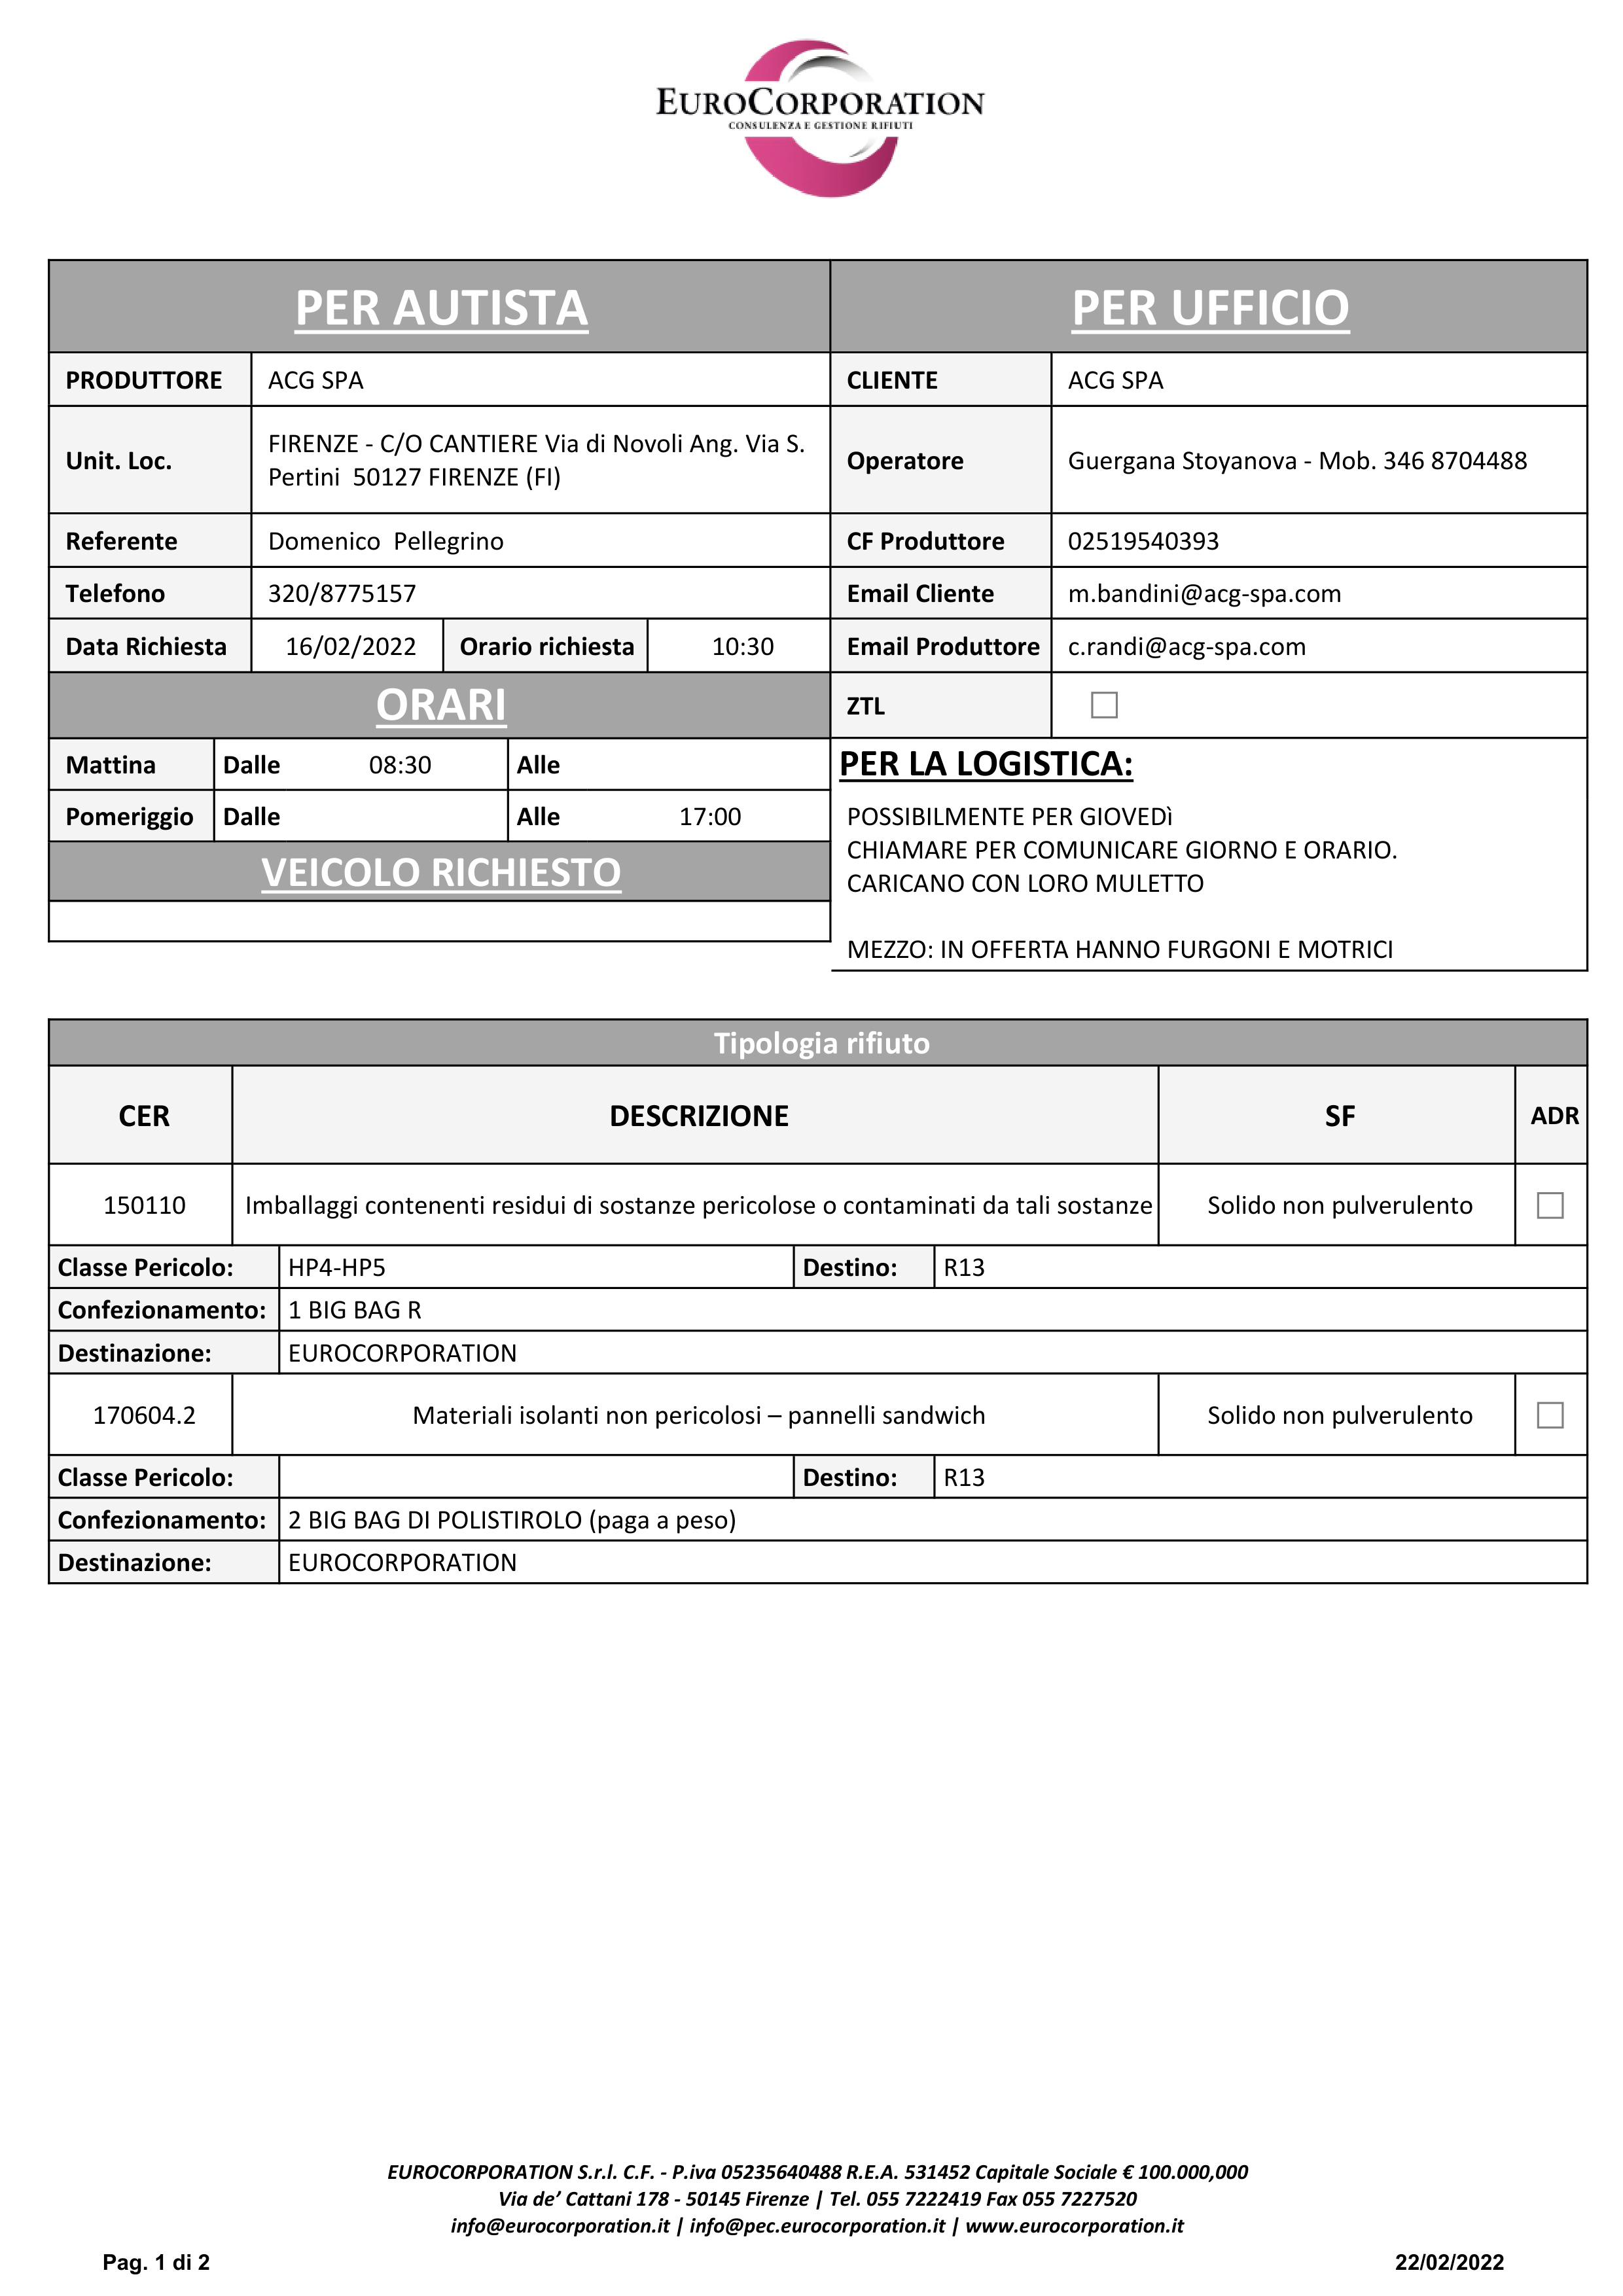 EUROCORPORATION
CONSULENZA E GESTIONE RIFIUTI
PER AUTISTA
PRODUTTORE ACG SPA
Unit. Loc. FIRENZE - C/O CANTIERE Via di Novoli Ang. Via S.
Pertini 50127 FIRENZE (FI)
Referente Domenico Pellegrino
Telefono 320/8775157
Data Richiesta 16/02/2022 Orario richiesta 10:30
ORARI
Mattina Dalle 08:30 Alle
Pomeriggio Dalle Alle 17:00
VEICOLO RICHIESTO
PER UFFICIO
CLIENTE ACG SPA
Operatore Guergana Stoyanova - Mob. 346 8704488
CF Produttore 02519540393
Email Cliente m.bandini@acg-spa.com
Email Produttore c.randi@acg-spa.com
ZTL
PER LA LOGISTICA:
POSSIBILMENTE PER GIOVEDì
CHIAMARE PER COMUNICARE GIORNO E ORARIO.
CARICANO CON LORO MULETTO
MEZZO: IN OFFERTA HANNO FURGONI E MOTRICI
Tipologia rifiuto
CER DESCRIZIONE SF ADR
150110 Imballaggi contenenti residui di sostanze pericolose o contaminati da tali sostanze Solido non pulverulento
Classe Pericolo: HP4-HP5 Destino: R13
Confezionamento: 1 BIG BAG R
Destinazione: EUROCORPORATION
170604.2 Materiali isolanti non pericolosi – pannelli sandwich Solido non pulverulento
Classe Pericolo: Destino: R13
Confezionamento: 2 BIG BAG DI POLISTIROLO (paga a peso)
Destinazione: EUROCORPORATION
EUROCORPORATION S.r.l. C.F. - P.iva 05235640488 R.E.A. 531452 Capitale Sociale € 100.000,000
Via de’ Cattani 178 - 50145 Firenze | Tel. 055 7222419 Fax 055 7227520
info@eurocorporation.it | info@pec.eurocorporation.it | www.eurocorporation.it
Pag. 1 di 2 22/02/2022